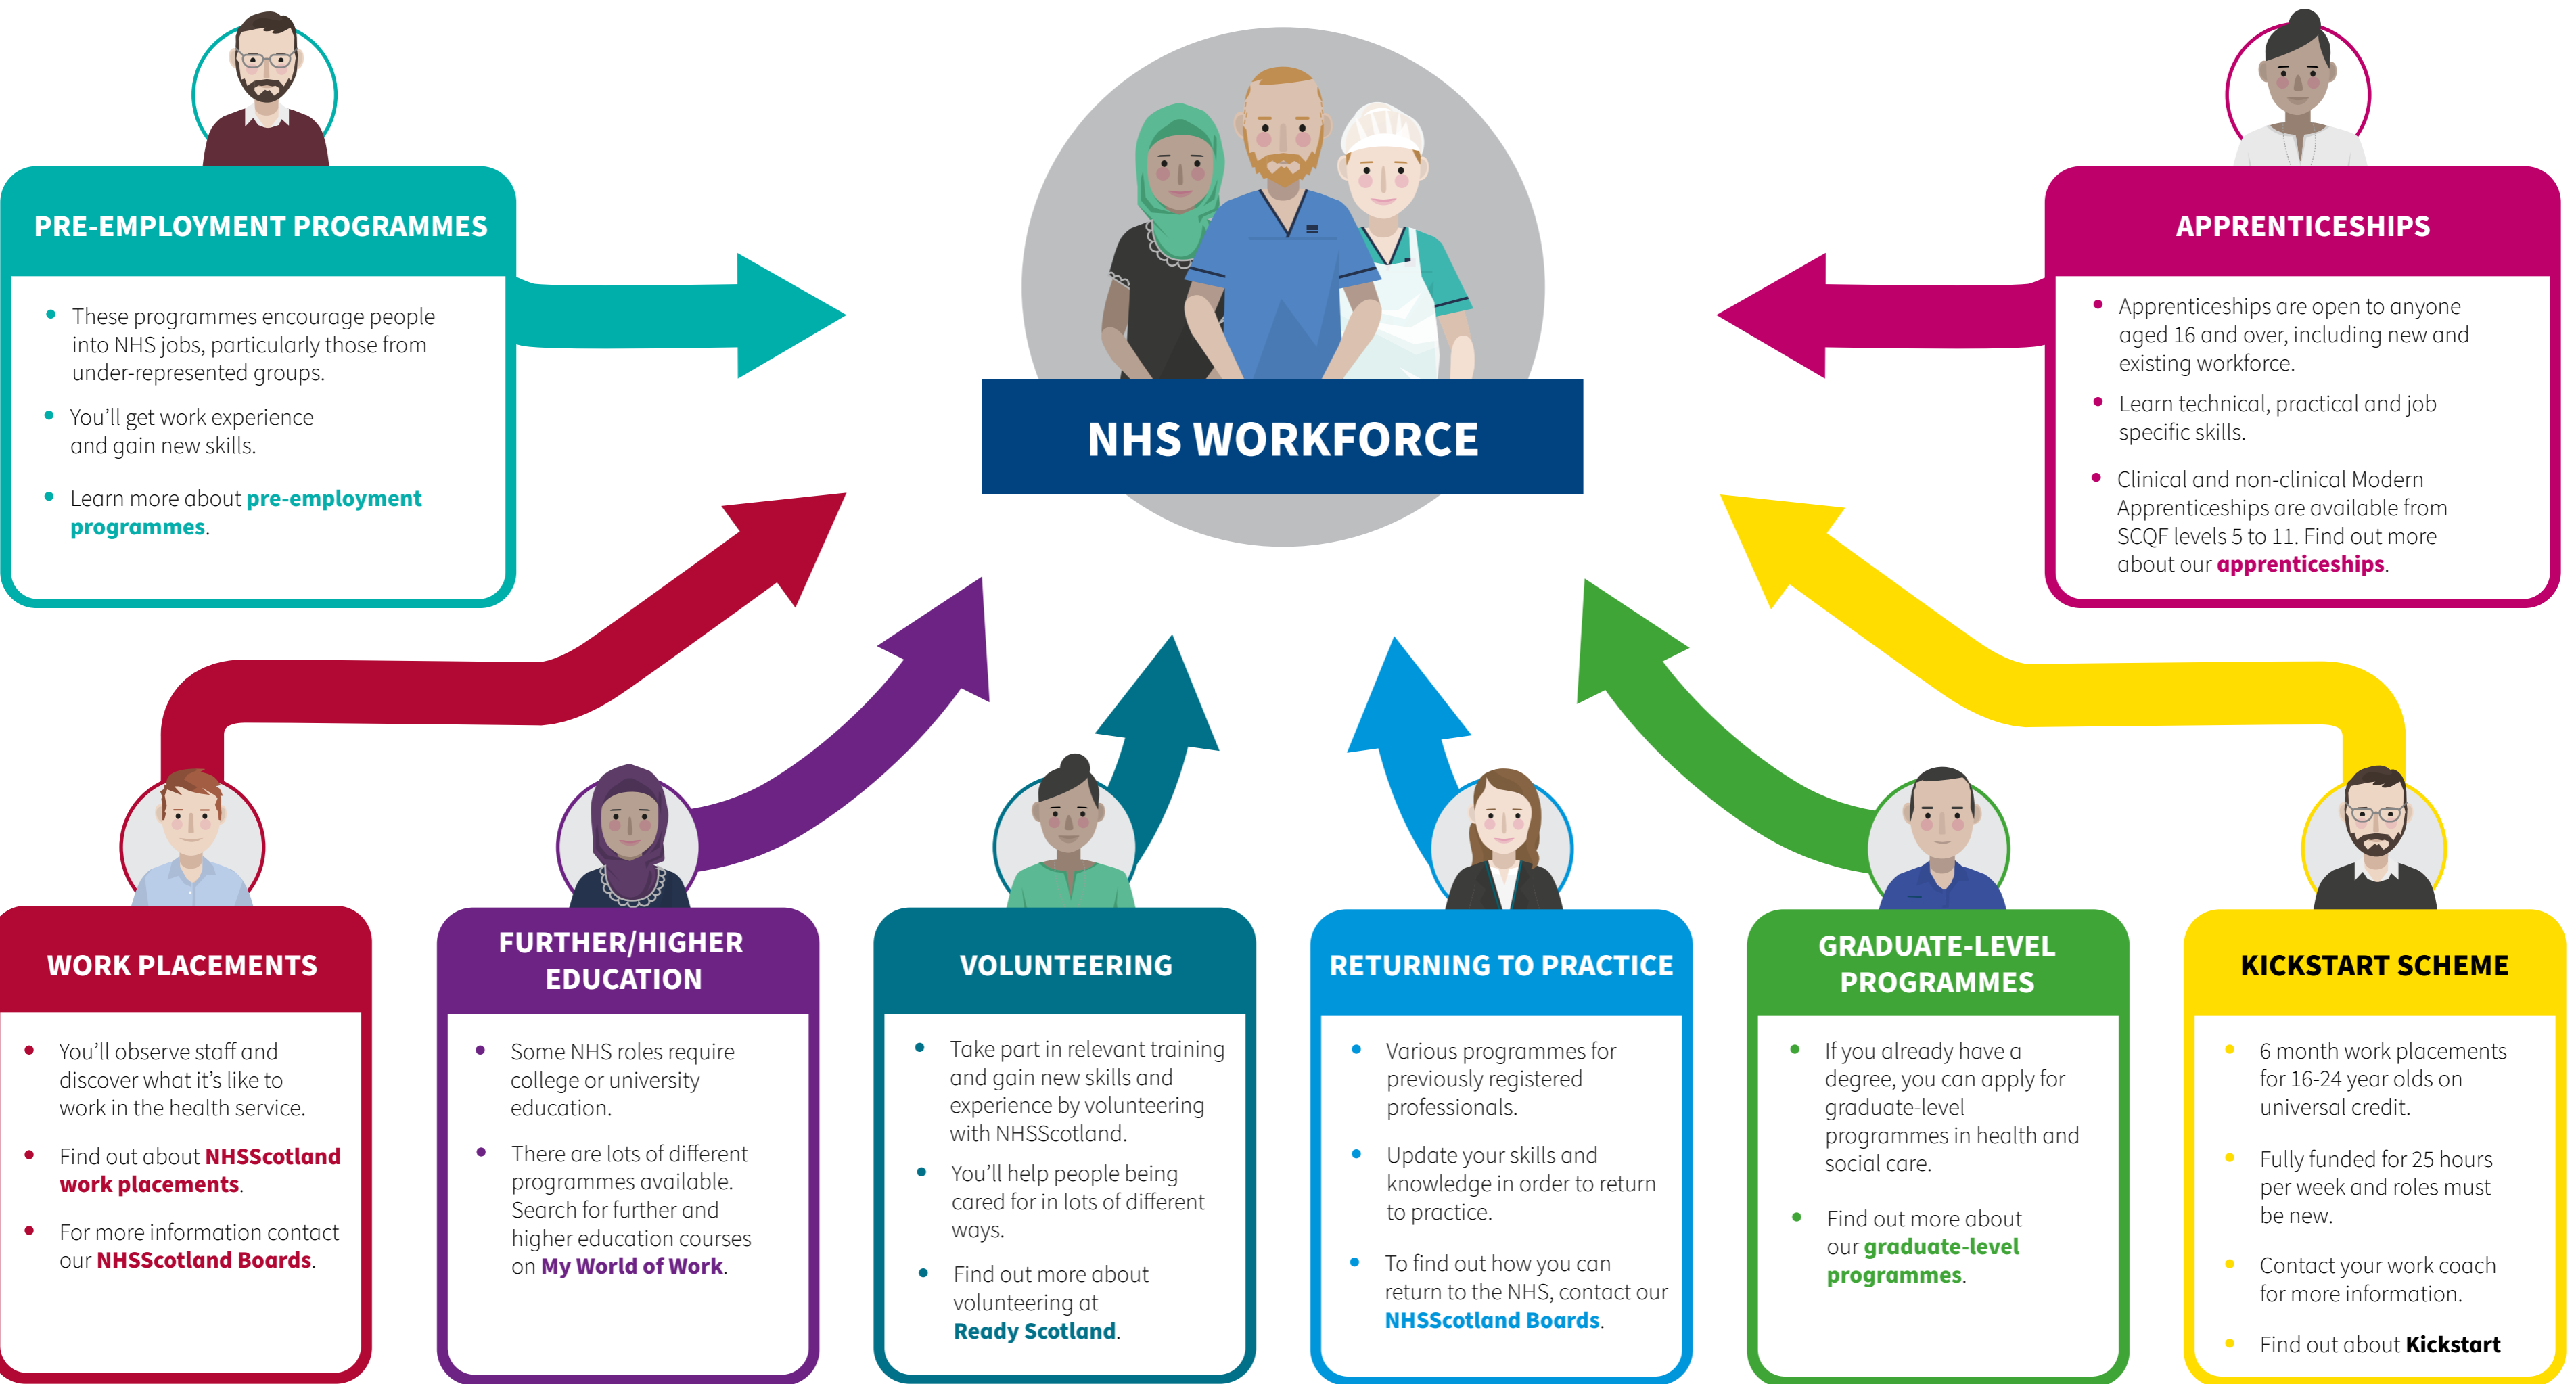 PRE-EMPLOYMENT PROGRAMMES
• These programmes encourage people
into NHS jobs, particularly those from
under-represented groups.
• You'll get work experience
and gain new skills.
• Learn more about pre-employment
programmes.
NHS WORKFORCE
APPRENTICESHIPS
• Apprenticeships are open to anyone
aged 16 and over, including new and
existing workforce.
• Learn technical, practical and job
specific skills.
• Clinical and non-clinical Modern
Apprenticeships are available from
SCQF levels 5 to 11. Find out more
about our apprenticeships.
WORK PLACEMENTS
• You'll observe staff and
discover what it's like to
work in the health service.
• Find out about NHSScotland
work placements.
• For more information contact
our NHSScotland Boards.
FURTHER/HIGHER
EDUCATION
• Some NHS roles require
college or university
education.
• There are lots of different
programmes available.
Search for further and
higher education courses
on My World of Work.
VOLUNTEERING
• Take part in relevant training
and gain new skills and
experience by volunteering
with NHSScotland.
• You'll help people being
cared for in lots of different
ways.
• Find out more about
volunteering at
Ready Scotland.
RETURNING TO PRACTICE
• Various programmes for
previously registered
professionals.
• Update your skills and
knowledge in order to return
to practice.
• To find out how you can
return to the NHS, contact our
NHSScotland Boards.
GRADUATE-LEVEL
PROGRAMMES
• If you already have a
degree, you can apply for
graduate-level
programmes in health and
social care.
• Find out more about
our graduate-level
programmes.
KICKSTART SCHEME
• 6 month work placements
for 16-24 year olds on
universal credit.
• Fully funded for 25 hours
per week and roles must
be new.
• Contact your work coach
for more information.
• Find out about Kickstart